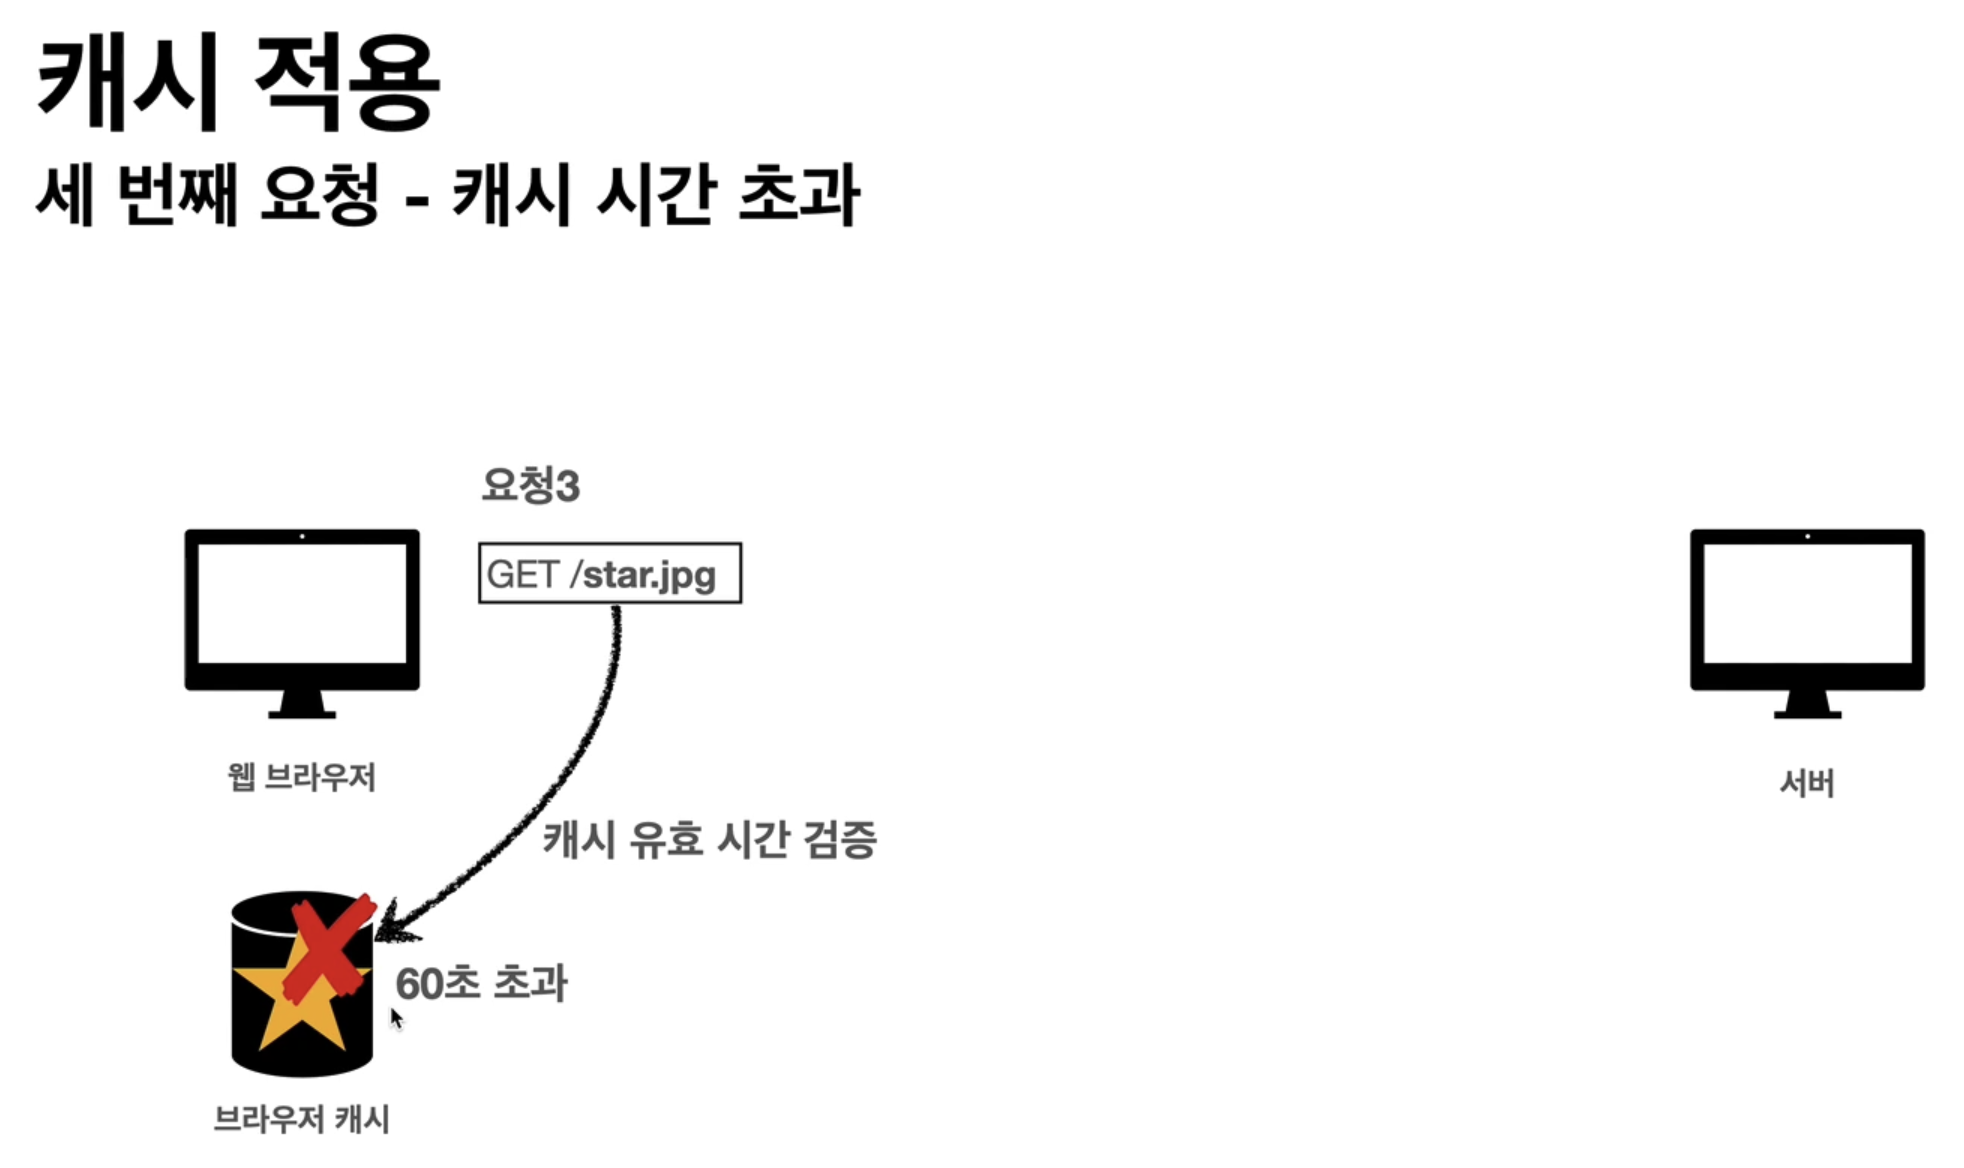 캐시 적용
세 번째 요청 - 캐시 시간 초과
요청3
GET /star.jpg
웹 브라우저
서버
캐시 유효 시간 검증
60초 초과
브라우저 캐시